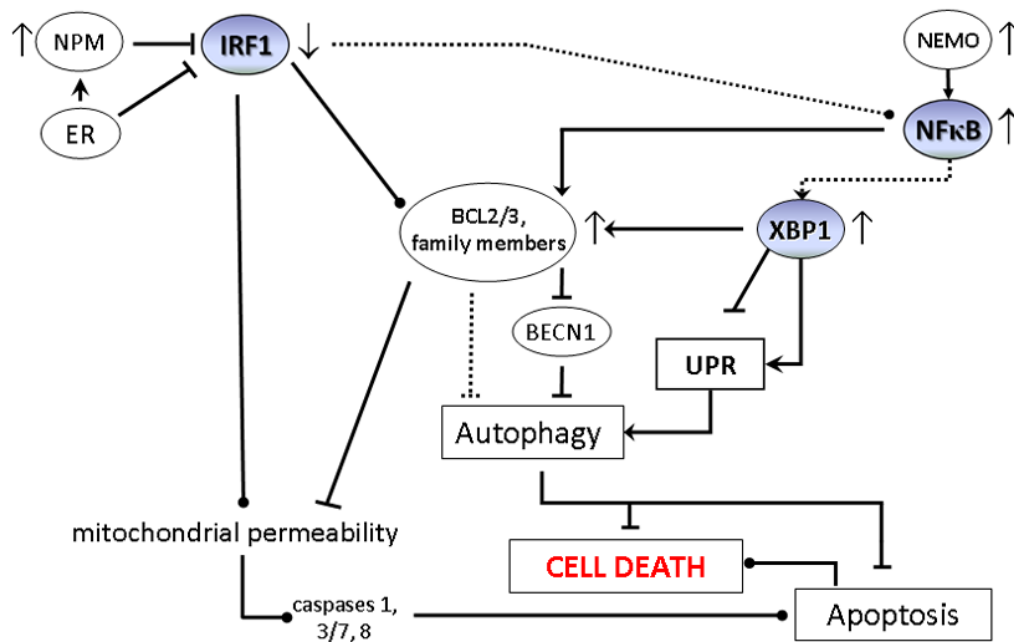 NPM
IRF1
NEMO
ER
NFκB
BCL2/3,
family members
XBP1
BECN1
UPR
Autophagy
mitochondrial permeability
CELL DEATH
caspases 1,
3/7, 8
Apoptosis